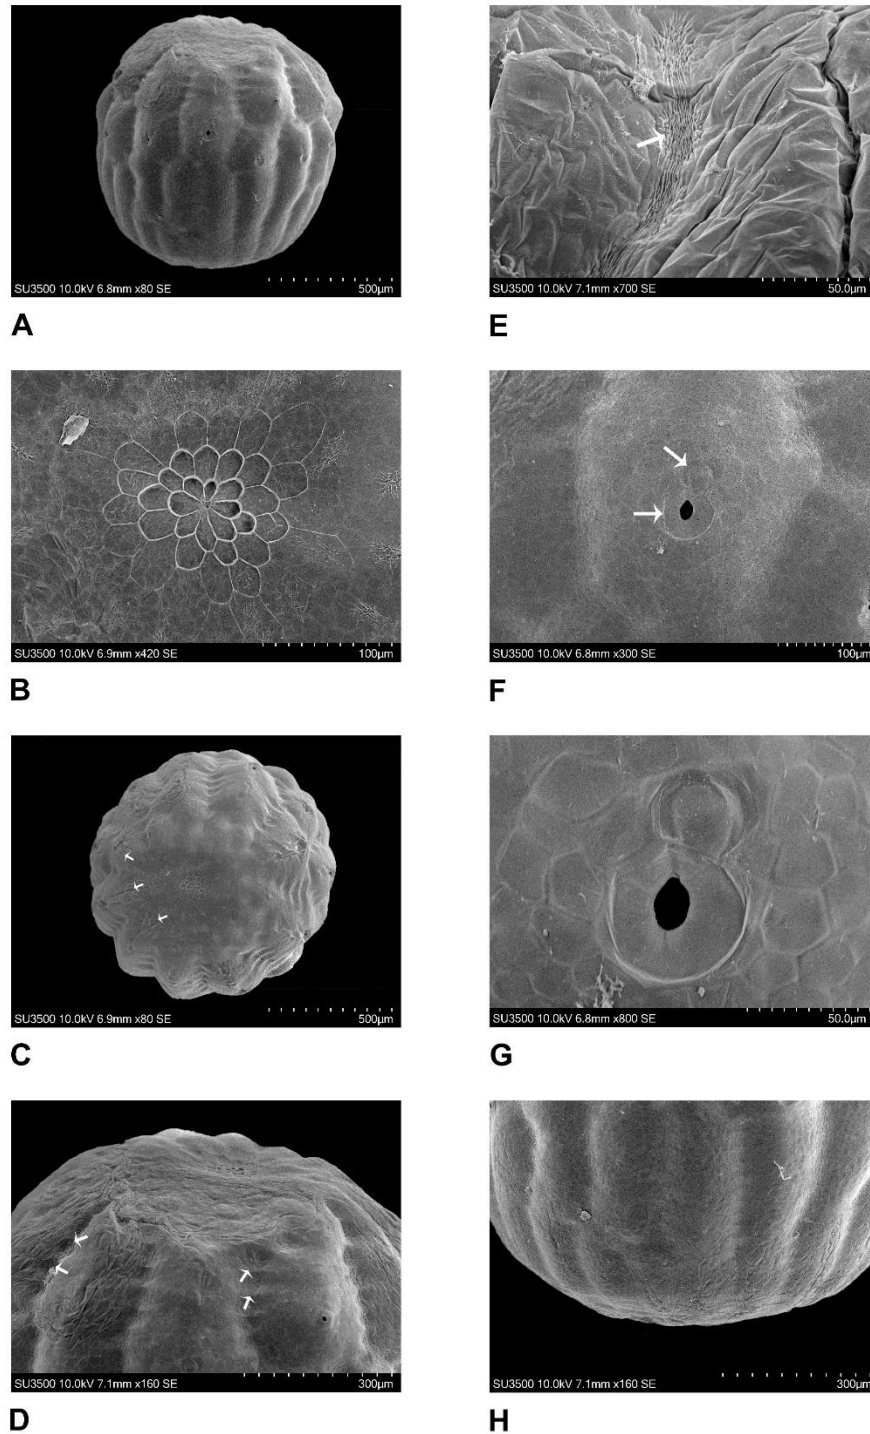 SU3500 10.0kV 6.8mm x80 SE 500µm
A
SU3500 10.0kV 6.9mm x420 SE 100µm
B
SU3500 10.0kV 6.9mm x80 SE 500µm
C
SU3500 10.0kV 7.1mm x160 SE 300µm
D
SU3500 10.0kV 7.1mm x700 SE 50.0µm
E
SU3500 10.0kV 6.8mm x300 SE 100µm
F
SU3500 10.0kV 6.8mm x800 SE 50.0µm
G
SU3500 10.0kV 7.1mm x160 SE 300µm
H